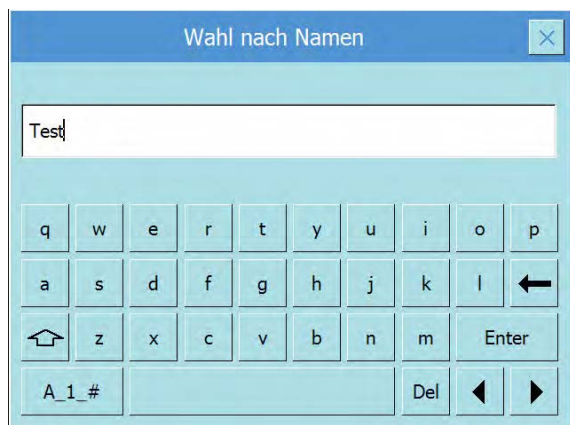 Wahl nach Namen
Test
q w e r t y u i o p
a s d f g h j k l
z x c v b n m Enter
A_1_# Del